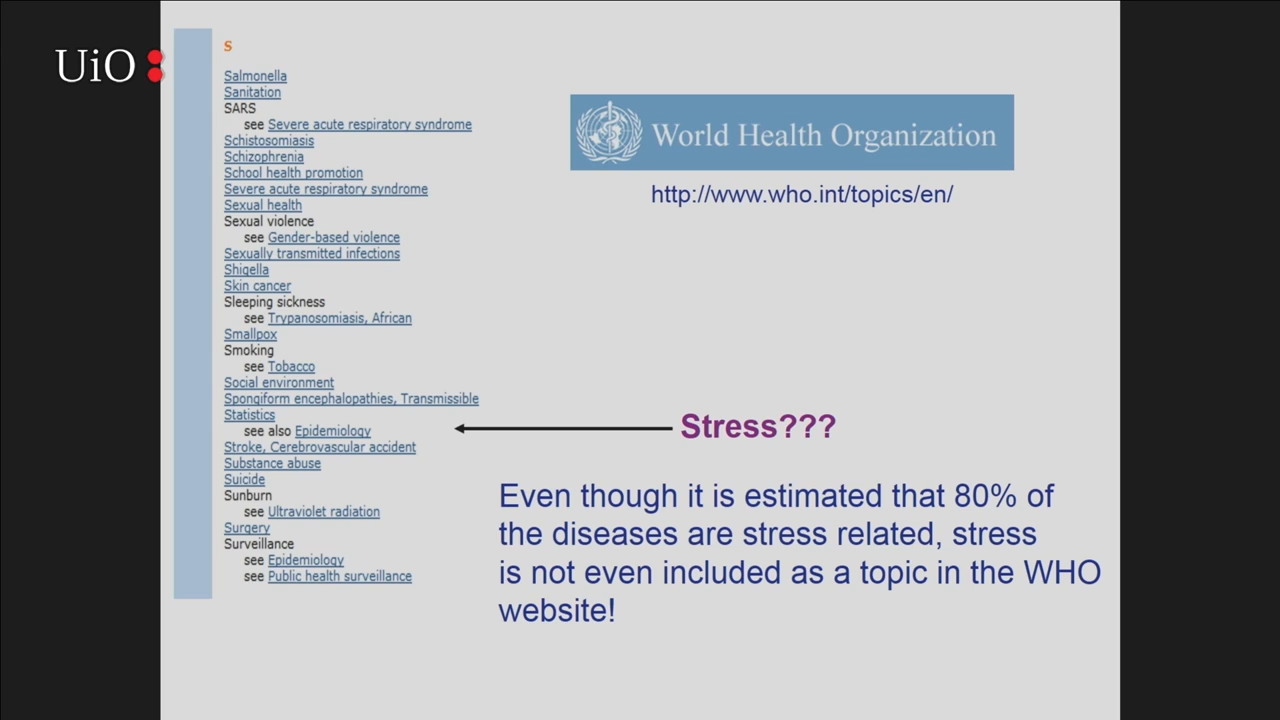 UiO:
S
Salmonella
Sanitation
SARS
see Severe acute respiratory syndrome
Schistosomiasis
Schizophrenia
School health promotion
Severe acute respiratory syndrome
Sexual health
Sexual violence
see Gender-based violence
Sexually transmitted infections
Shigella
Skin cancer
Sleeping sickness
see Trypanosomiasis, African
Smallpox
Smoking
see Tobacco
Social environment
Spongiform encephalopathies, Transmissible
Statistics
see also Epidemiology
Stroke, Cerebrovascular accident
Substance abuse
Suicide
Sunburn
see Ultraviolet radiation
Surgery
Surveillance
see Epidemiology
see Public health surveillance
World Health Organization
http://www.who.int/topics/en/
Stress???
Even though it is estimated that 80% of
the diseases are stress related, stress
is not even included as a topic in the WHO
website!